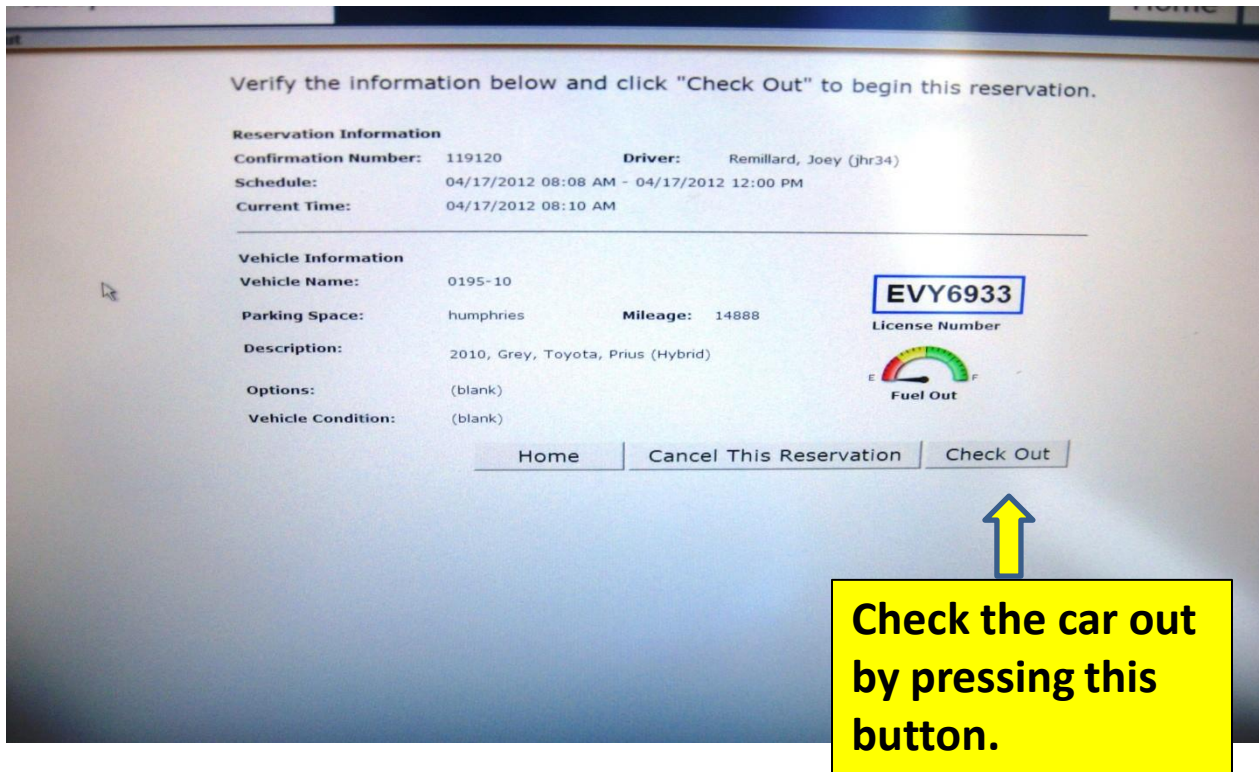 Home
Verify the information below and click "Check Out" to begin this reservation.
Reservation Information
Confirmation Number: 119120 Driver: Remillard, Joey (jhr34)
Schedule: 04/17/2012 08:08 AM - 04/17/2012 12:00 PM
Current Time: 04/17/2012 08:10 AM
Vehicle Information
Vehicle Name: 0195-10
EVY6933
Parking Space: humphries Mileage: 14888
License Number
Description: 2010, Grey, Toyota, Prius (Hybrid)
E F
Options: (blank)
Fuel Out
Vehicle Condition: (blank)
Home Cancel This Reservation Check Out
Check the car out
by pressing this
button.